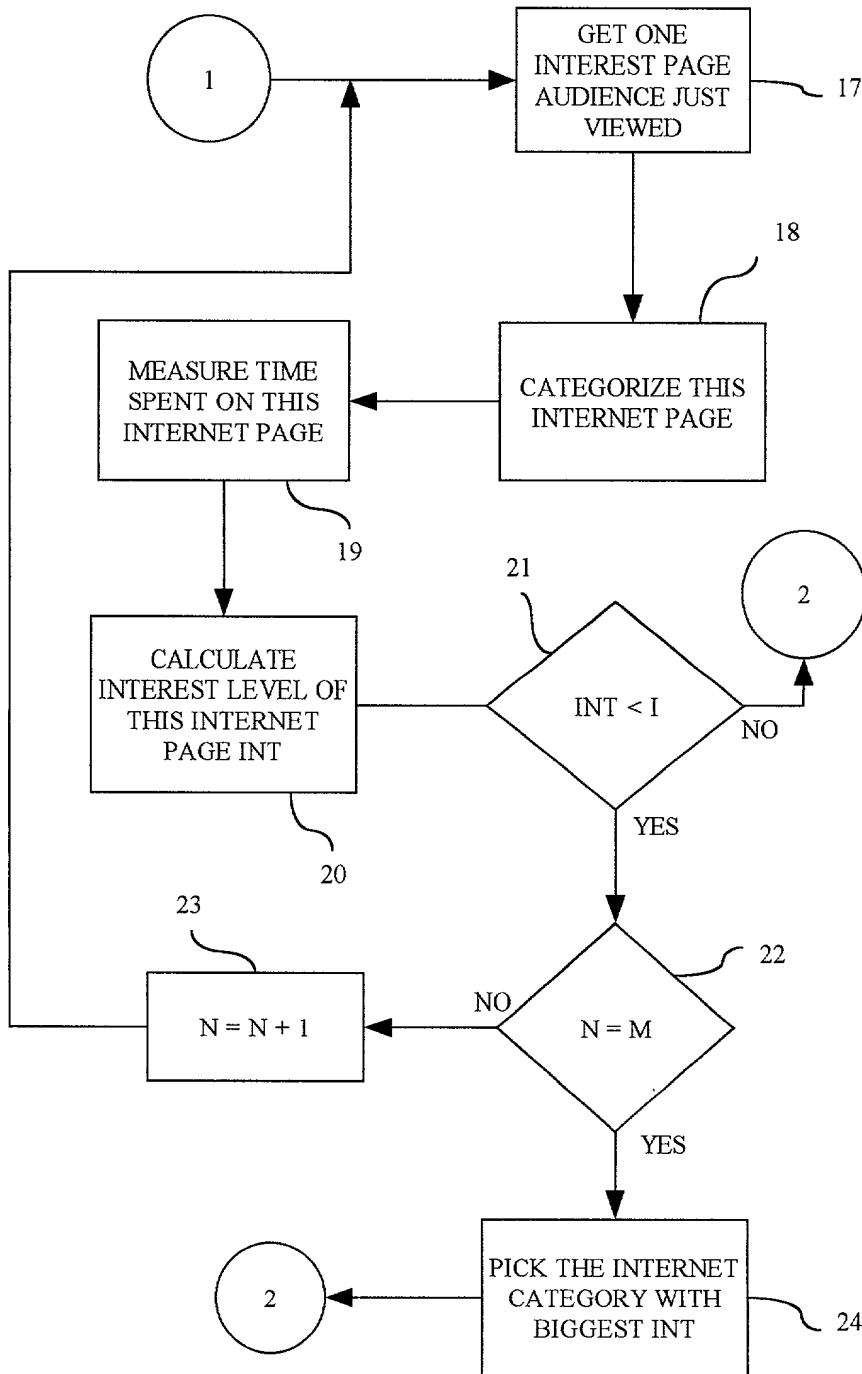 1
GET ONE
INTEREST PAGE
AUDIENCE JUST
VIEWED
17
18
CATEGORIZE THIS
INTERNET PAGE
MEASURE TIME
SPENT ON THIS
INTERNET PAGE
19
21
2
CALCULATE
INTEREST LEVEL OF
THIS INTERNET
PAGE INT
20
INT < I
NO
YES
23
22
N = N + 1
NO
N = M
YES
PICK THE INTERNET
CATEGORY WITH
BIGGEST INT
24
2